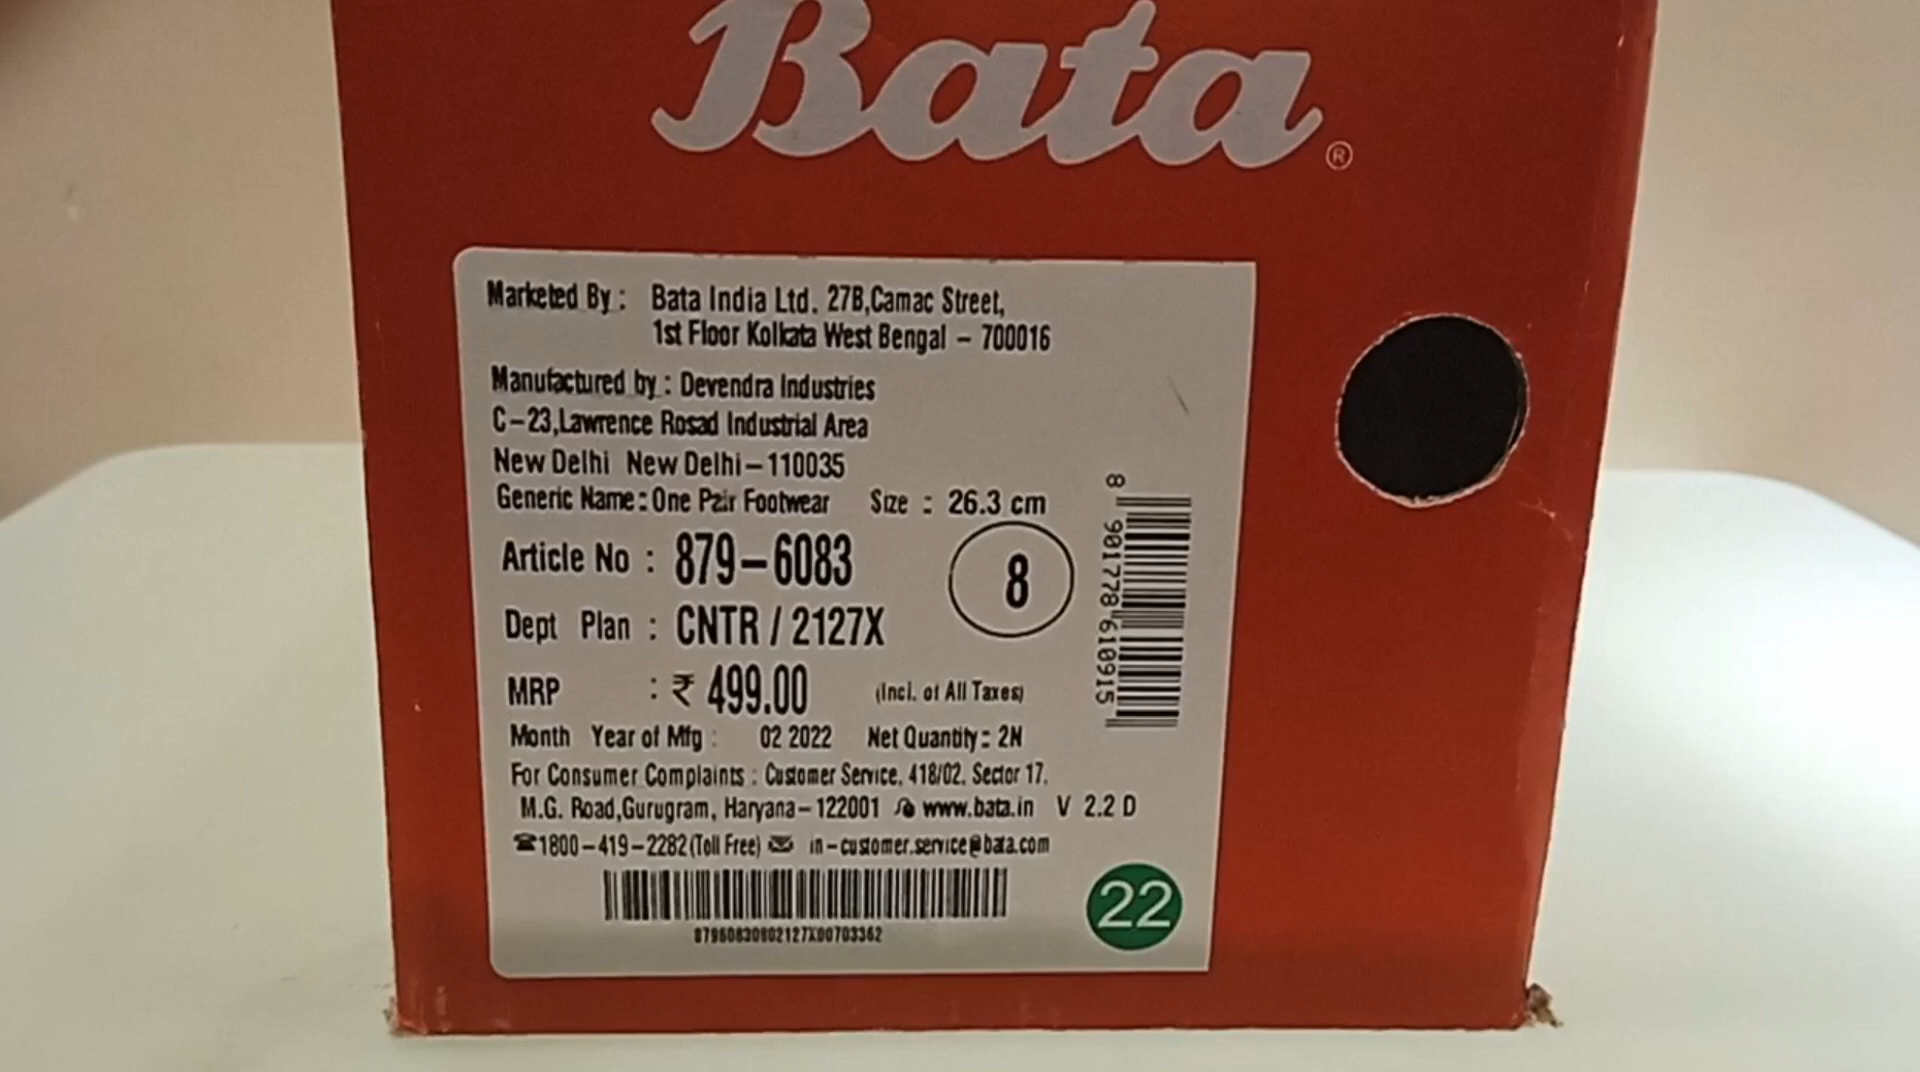 Bata®
Marketed By : Bata India Ltd. 27B,Camac Street,
1st Floor Kolkata West Bengal - 700016
Manufactured by : Devendra Industries
C-23,Lawrence Rosad Industrial Area
New Delhi New Delhi-110035
Generic Name : One Pair Footwear Size : 26.3 cm
Article No : 879-6083
8
Dept Plan : CNTR / 2127X
MRP : ₹ 499.00 (Incl. of All Taxes)
Month Year of Mfg : 02 2022 Net Quantity : 2N
For Consumer Complaints : Customer Service, 418/02, Sector 17,
M.G. Road,Gurugram, Haryana-122001 www.bata.in V 2.2 D
☎1800-419-2282(Toll Free) ✉ in-customer.service@bata.com
87960830802127X00703362
22
8 901778 610915